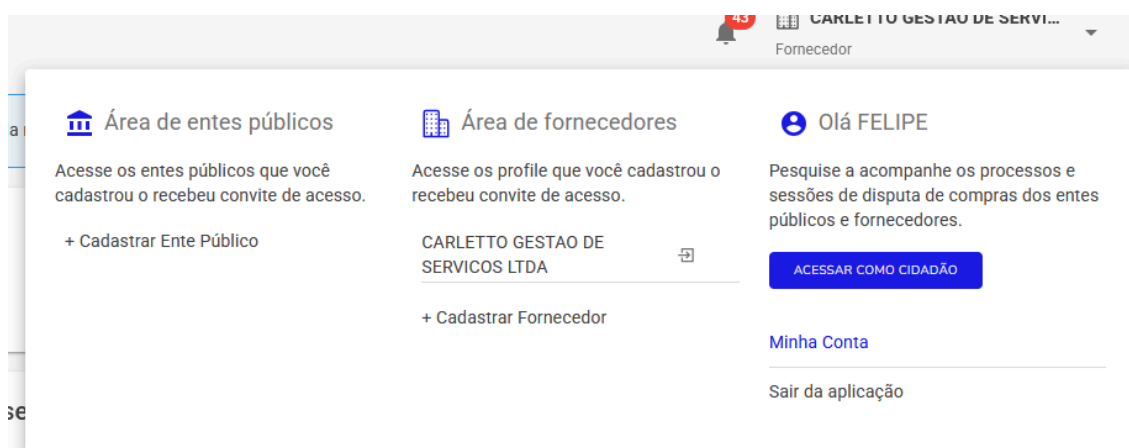 43
CARLETTO GESTAO DE SERVI...
Fornecedor
a
Área de entes públicos
Acesse os entes públicos que você
cadastrou o recebeu convite de acesso.
+ Cadastrar Ente Público
Área de fornecedores
Acesse os profile que você cadastrou o
recebeu convite de acesso.
CARLETTO GESTAO DE
SERVICOS LTDA
+ Cadastrar Fornecedor
Olá FELIPE
Pesquise a acompanhe os processos e
sessões de disputa de compras dos entes
públicos e fornecedores.
ACESSAR COMO CIDADÃO
Minha Conta
Sair da aplicação
se